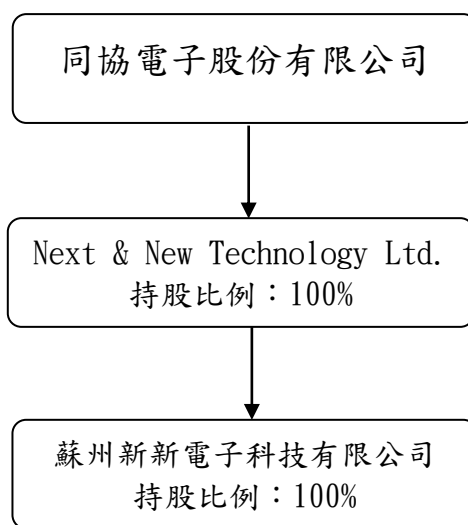 同協電子股份有限公司
Next & New Technology Ltd.
持股比例：100%
蘇州新新電子科技有限公司
持股比例：100%